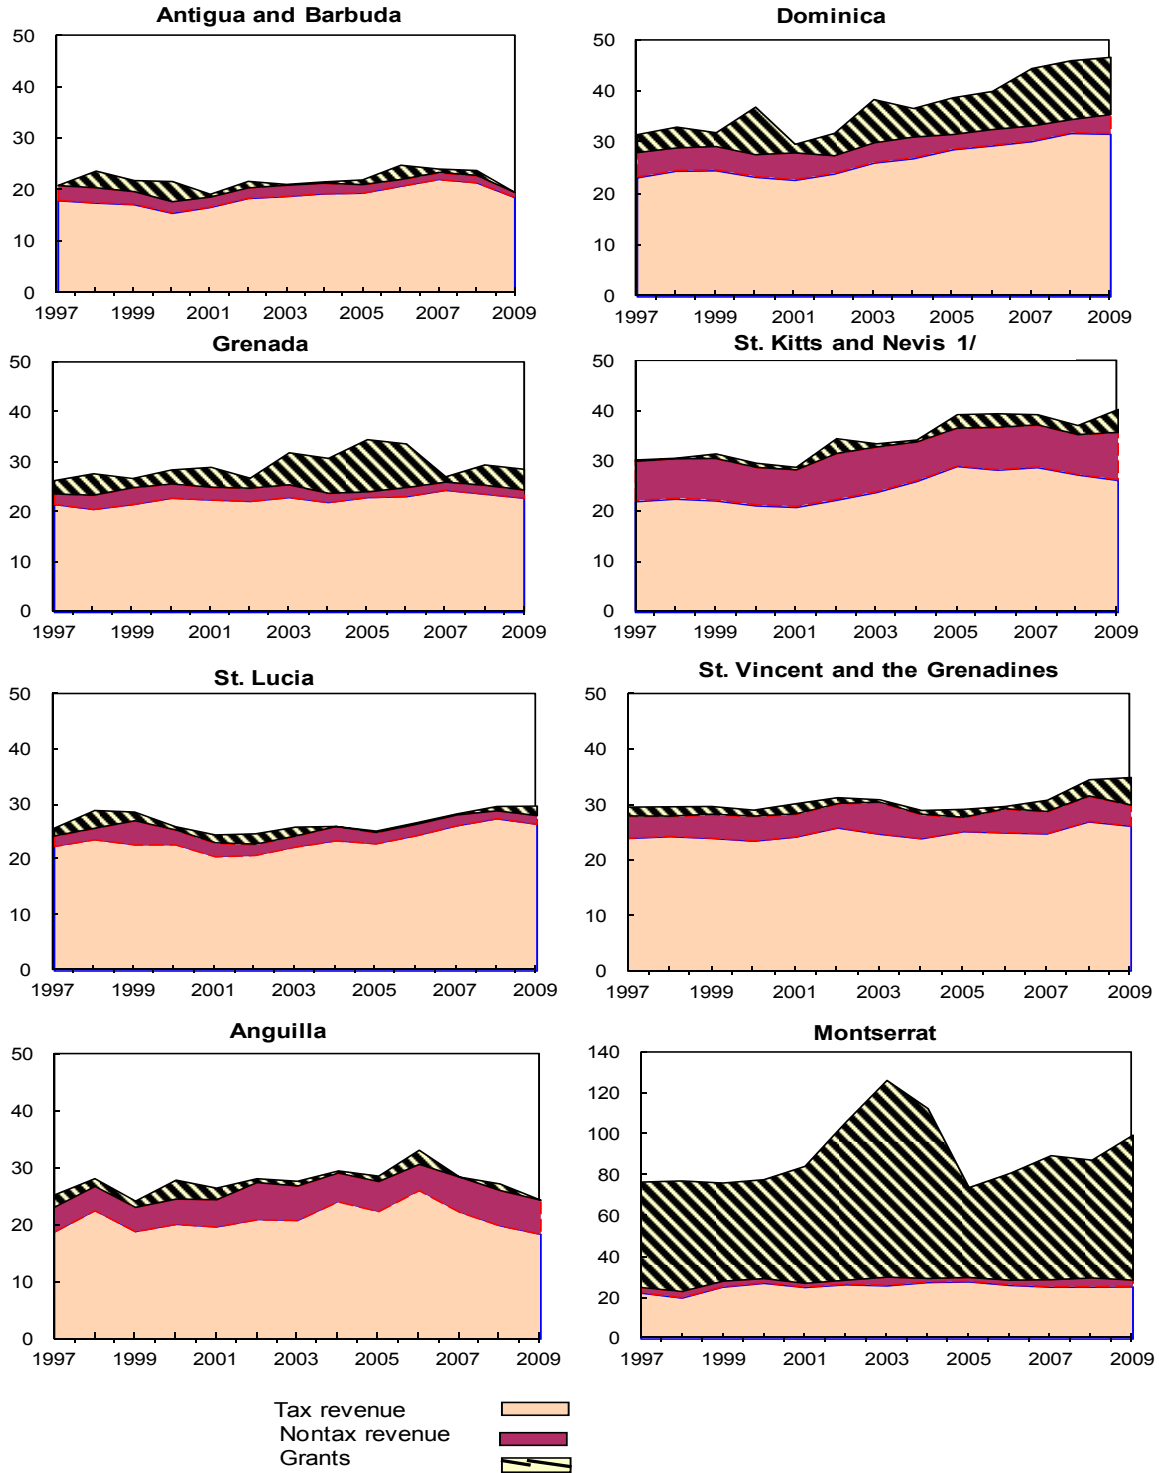 Antigua and Barbuda
50
40
30
20
10
0
1997 1999 2001 2003 2005 2007 2009
Dominica
50
40
30
20
10
0
1997 1999 2001 2003 2005 2007 2009
Grenada
50
40
30
20
10
0
1997 1999 2001 2003 2005 2007 2009
St. Kitts and Nevis 1/
50
40
30
20
10
0
1997 1999 2001 2003 2005 2007 2009
St. Lucia
50
40
30
20
10
0
1997 1999 2001 2003 2005 2007 2009
St. Vincent and the Grenadines
50
40
30
20
10
0
1997 1999 2001 2003 2005 2007 2009
Anguilla
50
40
30
20
10
0
1997 1999 2001 2003 2005 2007 2009
Montserrat
140
120
100
80
60
40
20
0
1997 1999 2001 2003 2005 2007 2009
Tax revenue
Nontax revenue
Grants